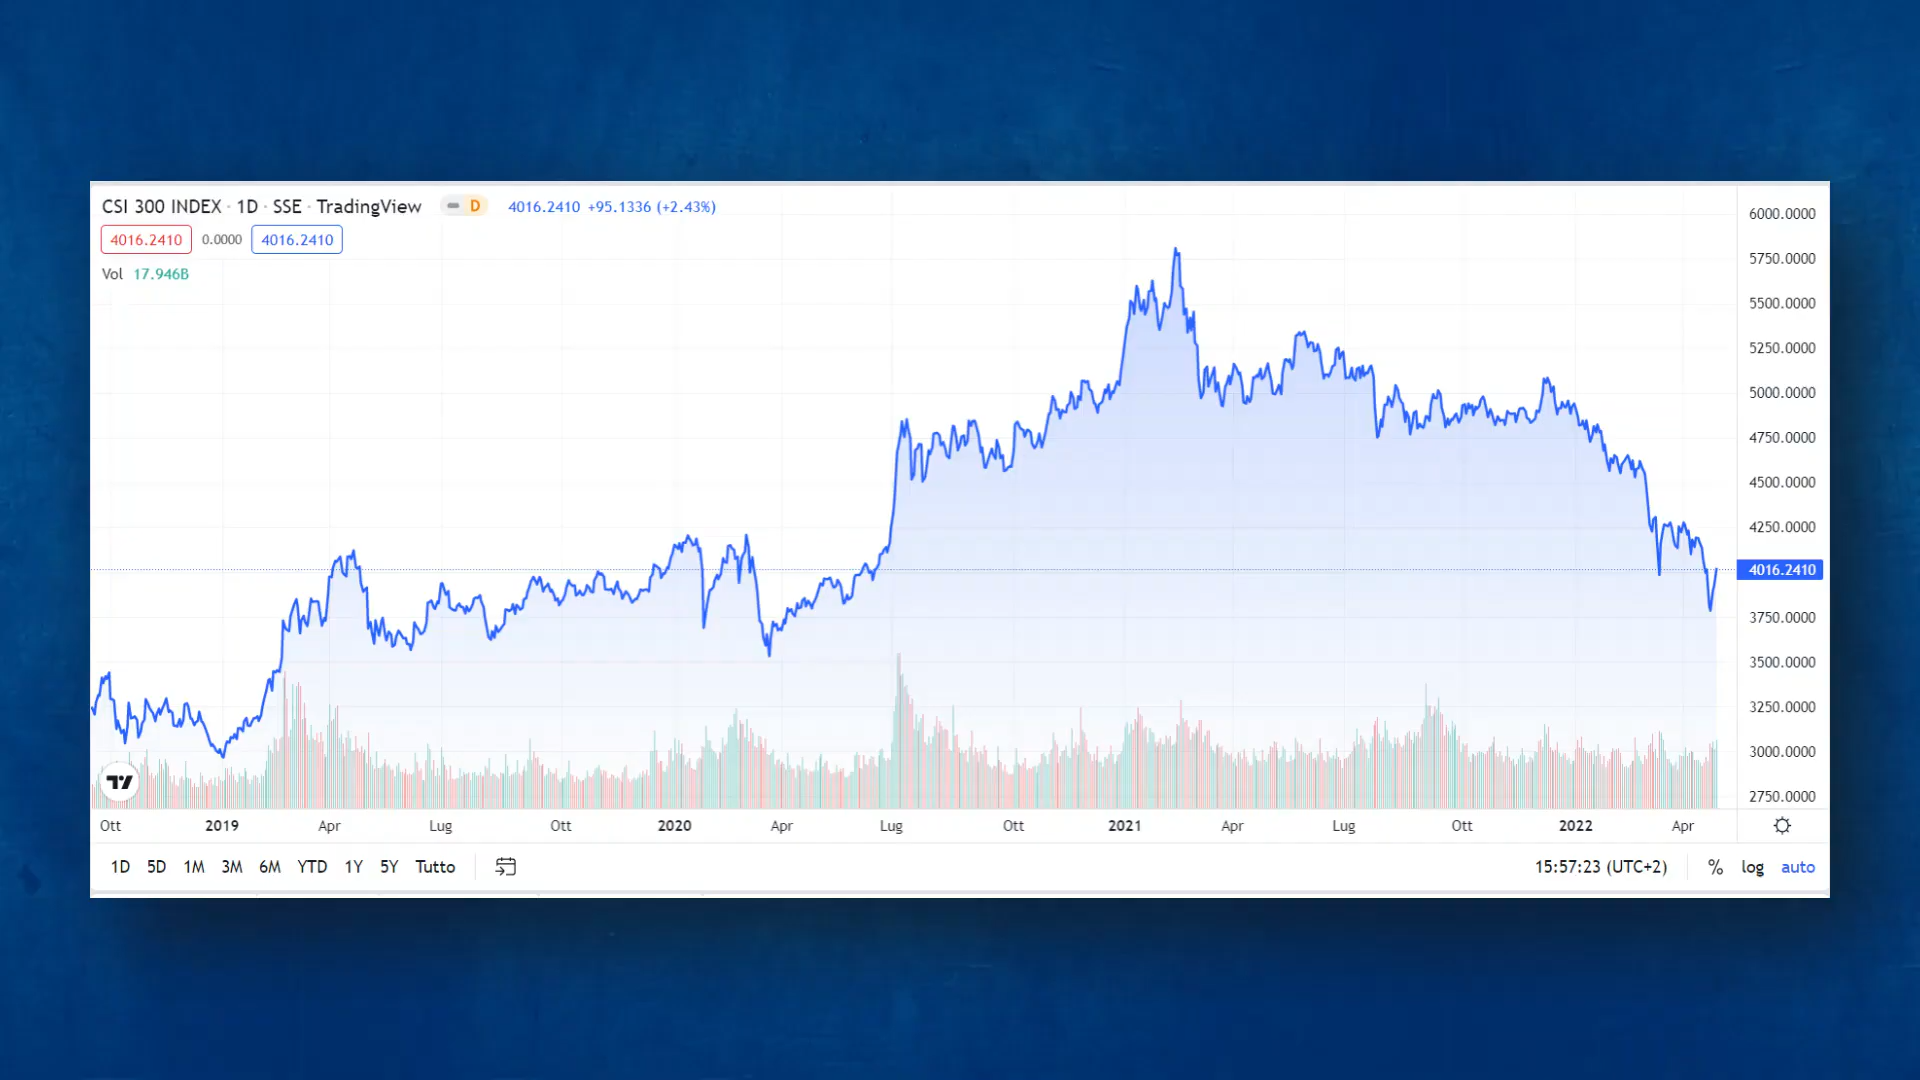 CSI 300 INDEX · 1D · SSE · TradingView D 4016.2410 +95.1336 (+2.43%)
4016.2410 0.0000 4016.2410
Vol 17.946B
6000.0000
5750.0000
5500.0000
5250.0000
5000.0000
4750.0000
4500.0000
4250.0000
4016.2410
3750.0000
3500.0000
3250.0000
3000.0000
2750.0000
Ott 2019 Apr Lug Ott 2020 Apr Lug Ott 2021 Apr Lug Ott 2022 Apr
1D 5D 1M 3M 6M YTD 1Y 5Y Tutto 15:57:23 (UTC+2) % log auto